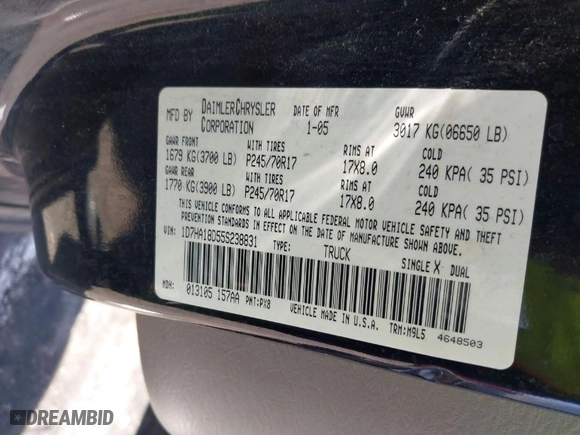 MFD BY DAIMLERCHRYSLER CORPORATION DATE OF MFR 1-05 GVWR 3017 KG(06650 LB)
GAWR FRONT WITH TIRES RIMS AT COLD
1679 KG(3700 LB) P245/70R17 17X8.0 240 KPA( 35 PSI)
GAWR REAR WITH TIRES RIMS AT COLD
1770 KG(3900 LB) P245/70R17 17X8.0 240 KPA( 35 PSI)
THIS VEHICLE CONFORMS TO ALL APPLICABLE FEDERAL MOTOR VEHICLE SAFETY AND THEFT
PREVENTION STANDARDS IN EFFECT ON THE DATE OF MANUFACTURE SHOWN ABOVE.
VIN: 1D7HA18D55S238831 TYPE: TRUCK SINGLE X DUAL
MDH: 013105 157AA PNT:PX8 VEHICLE MADE IN U.S.A. TRM:M9L5 4648503
DREAMBID